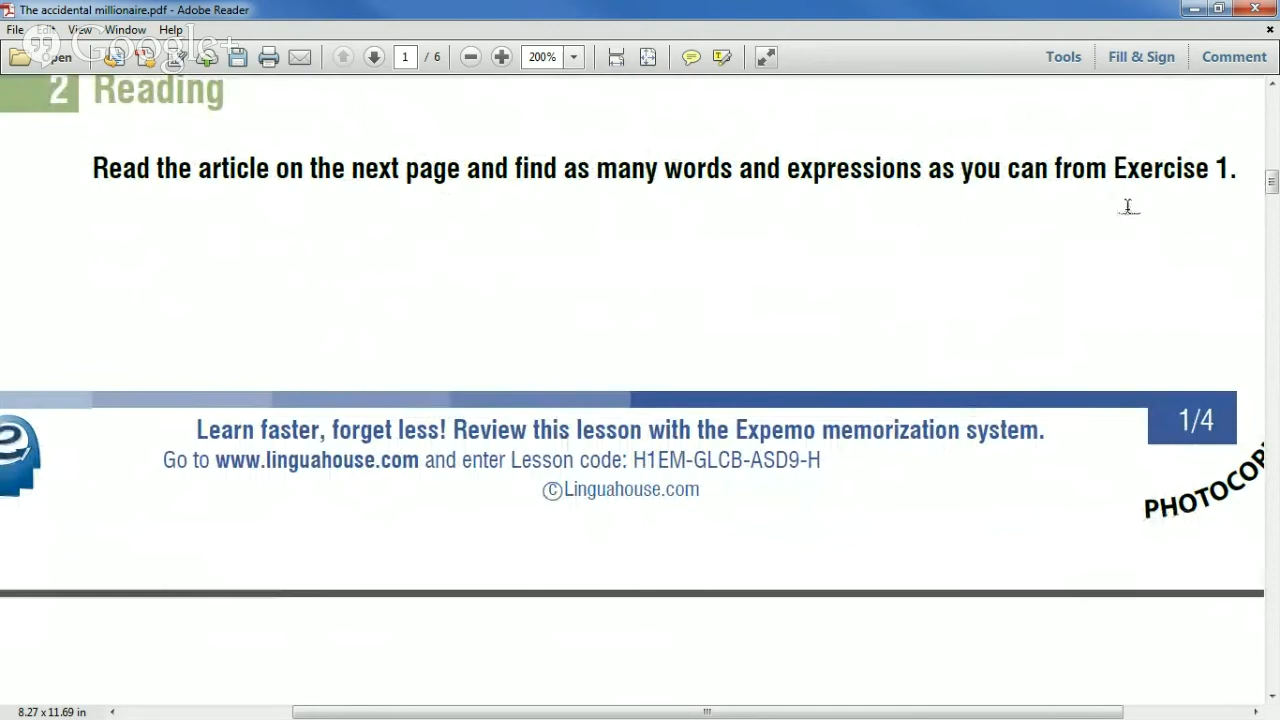 The accidental millionaire.pdf - Adobe Reader
File Edit View Window Help
Google+
Open 1 / 6 200% Tools Fill & Sign Comment
2 Reading
Read the article on the next page and find as many words and expressions as you can from Exercise 1.
1/4
Learn faster, forget less! Review this lesson with the Expemo memorization system.
Go to www.linguahouse.com and enter Lesson code: H1EM-GLCB-ASD9-H
©Linguahouse.com
8.27 x 11.69 in